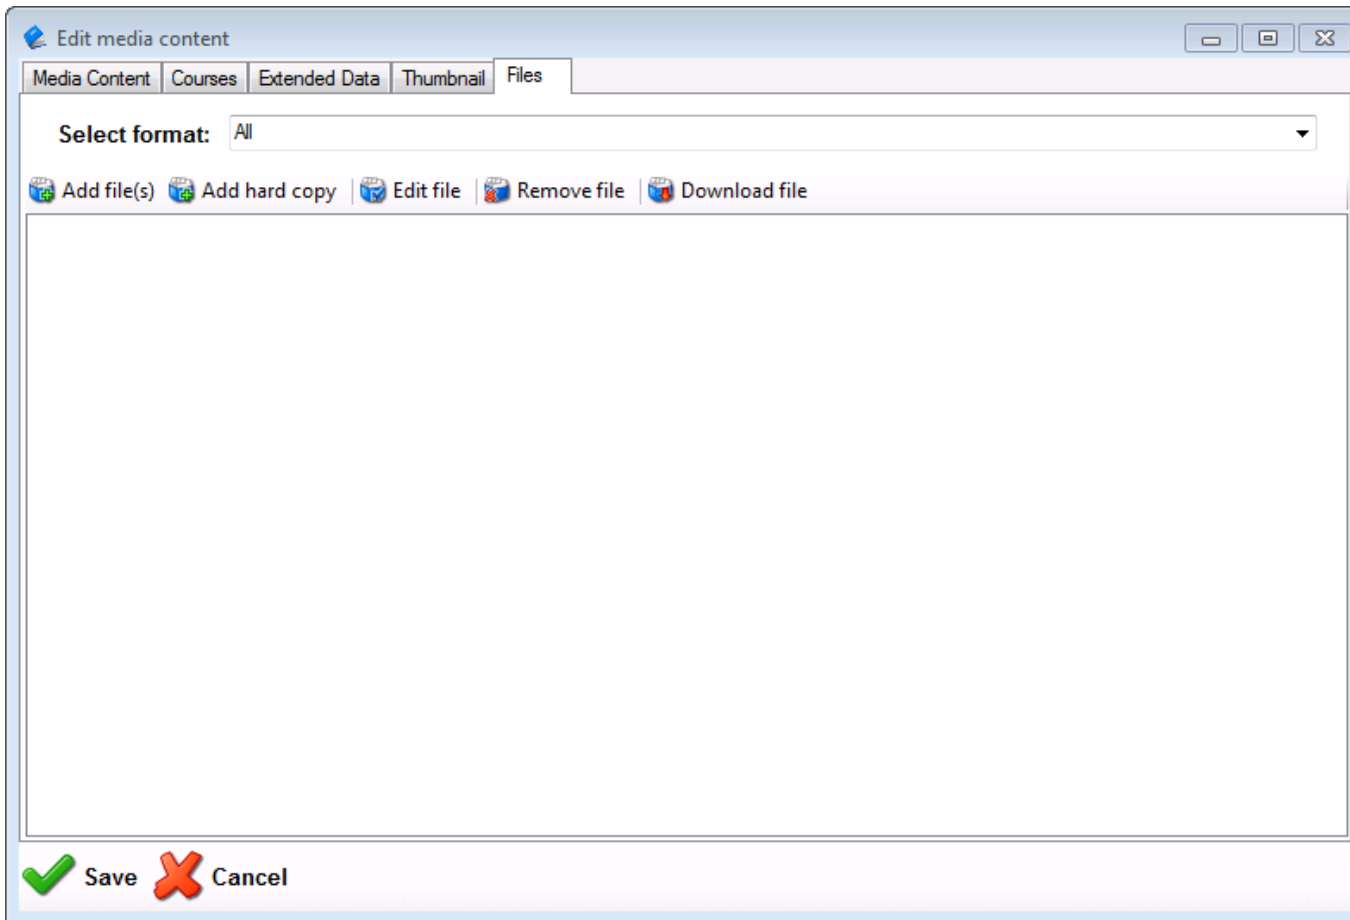 Edit media content
Media Content Courses Extended Data Thumbnail Files
Select format: All
Add file(s) Add hard copy Edit file Remove file Download file
Save Cancel